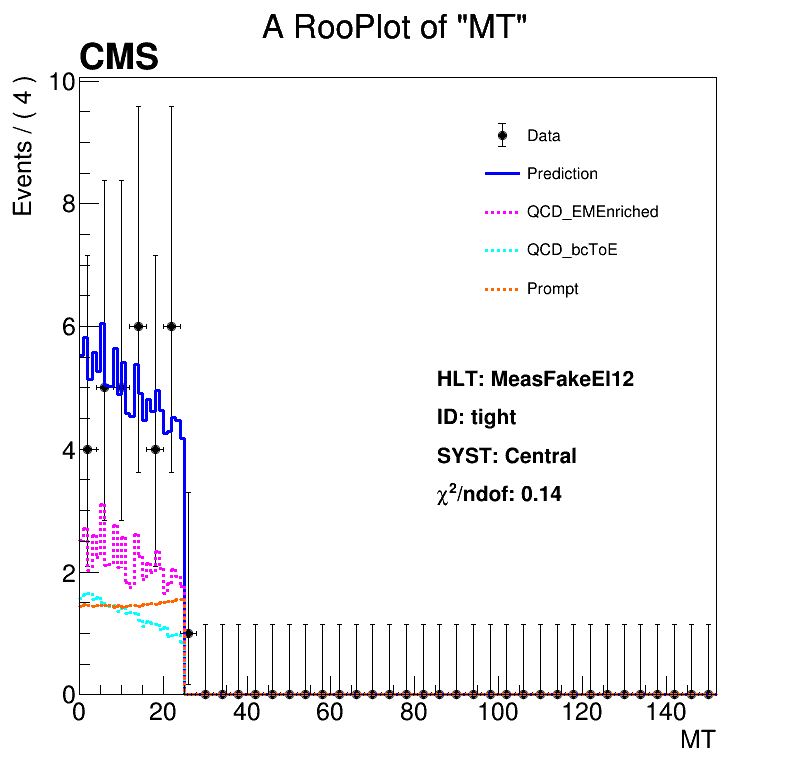 A RooPlot of "MT"
CMS
Events / ( 4 )
10
8
6
4
2
0
Data
Prediction
QCD_EMEnriched
QCD_bcToE
Prompt
HLT: MeasFakeEl12
ID: tight
SYST: Central
χ²/ndof: 0.14
0 20 40 60 80 100 120 140
MT